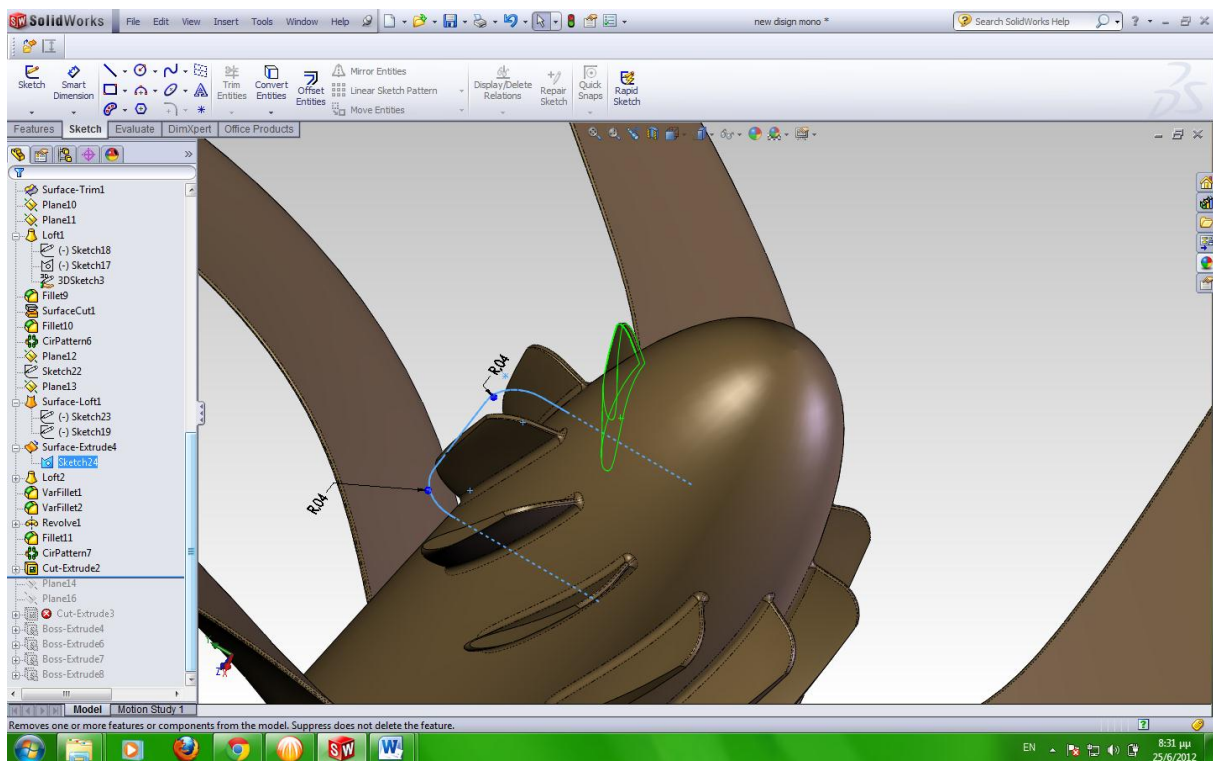 SolidWorks File Edit View Insert Tools Window Help new disign mono * Search SolidWorks Help ?
Sketch Smart Dimension Trim Entities Convert Entities Offset Entities Mirror Entities Linear Sketch Pattern Move Entities Display/Delete Relations Repair Sketch Quick Snaps Rapid Sketch
Features Sketch Evaluate DimXpert Office Products
Surface-Trim1
Plane10
Plane11
Loft1
(-) Sketch18
(-) Sketch17
3DSketch3
Fillet9
SurfaceCut1
Fillet10
CirPattern6
Plane12
Sketch22
Plane13
Surface-Loft1
(-) Sketch23
(-) Sketch19
Surface-Extrude4
Sketch24
Loft2
VarFillet1
VarFillet2
Revolve1
Fillet11
CirPattern7
Cut-Extrude2
Plane14
Plane16
Cut-Extrude3
Boss-Extrude4
Boss-Extrude6
Boss-Extrude7
Boss-Extrude8
R.04
R.04
Model Motion Study 1
Removes one or more features or components from the model. Suppress does not delete the feature.
EN 8:31 μμ
25/6/2012